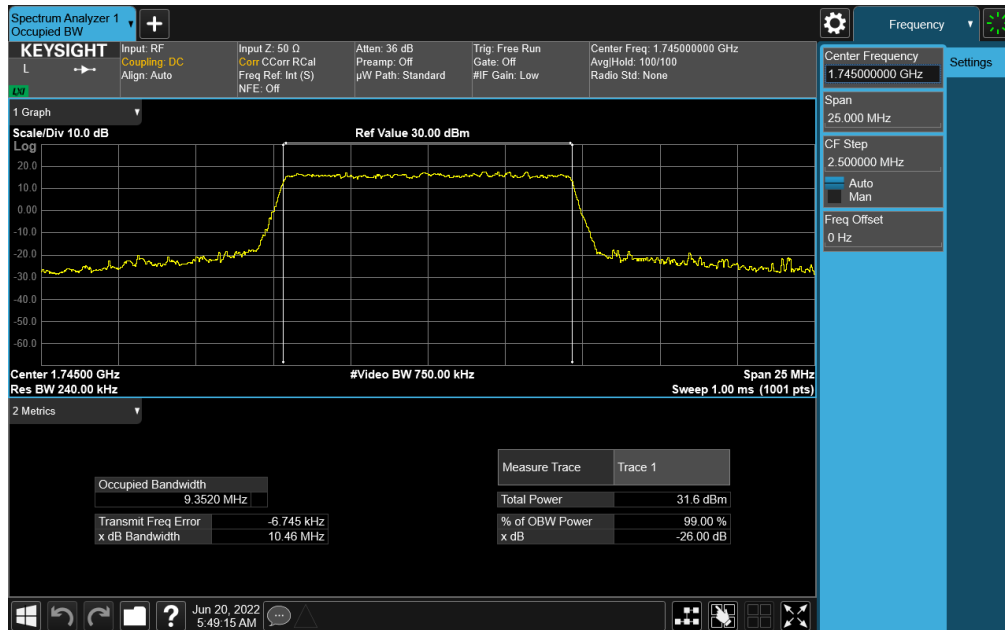 Spectrum Analyzer 1
Occupied BW
Frequency
KEYSIGHT
L
LXI
Input: RF
Coupling: DC
Align: Auto
Input Z: 50 Ω
Corr CCorr RCal
Freq Ref: Int (S)
NFE: Off
Atten: 36 dB
Preamp: Off
µW Path: Standard
Trig: Free Run
Gate: Off
#IF Gain: Low
Center Freq: 1.745000000 GHz
Avg|Hold: 100/100
Radio Std: None
Center Frequency
1.745000000 GHz
Settings
Span
25.000 MHz
CF Step
2.500000 MHz
Auto
Man
Freq Offset
0 Hz
1 Graph
Scale/Div 10.0 dB
Ref Value 30.00 dBm
Log
20.0
10.0
0.00
-10.0
-20.0
-30.0
-40.0
-50.0
-60.0
Center 1.74500 GHz
#Video BW 750.00 kHz
Span 25 MHz
Res BW 240.00 kHz
Sweep 1.00 ms (1001 pts)
2 Metrics
Measure Trace
Trace 1
Occupied Bandwidth
9.3520 MHz
Total Power
31.6 dBm
Transmit Freq Error
-6.745 kHz
% of OBW Power
99.00 %
x dB Bandwidth
10.46 MHz
x dB
-26.00 dB
Jun 20, 2022
5:49:15 AM